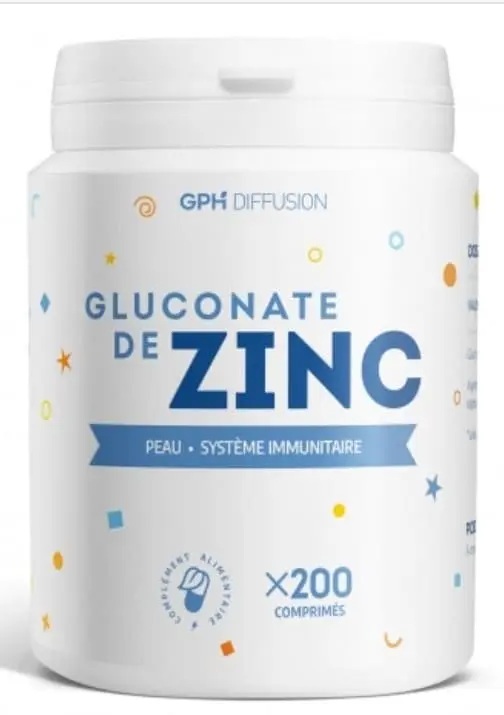 GPH DIFFUSION
GLUCONATE
DE ZINC
PEAU • SYSTÈME IMMUNITAIRE
COMPLÉMENT ALIMENTAIRE
×200
COMPRIMÉS